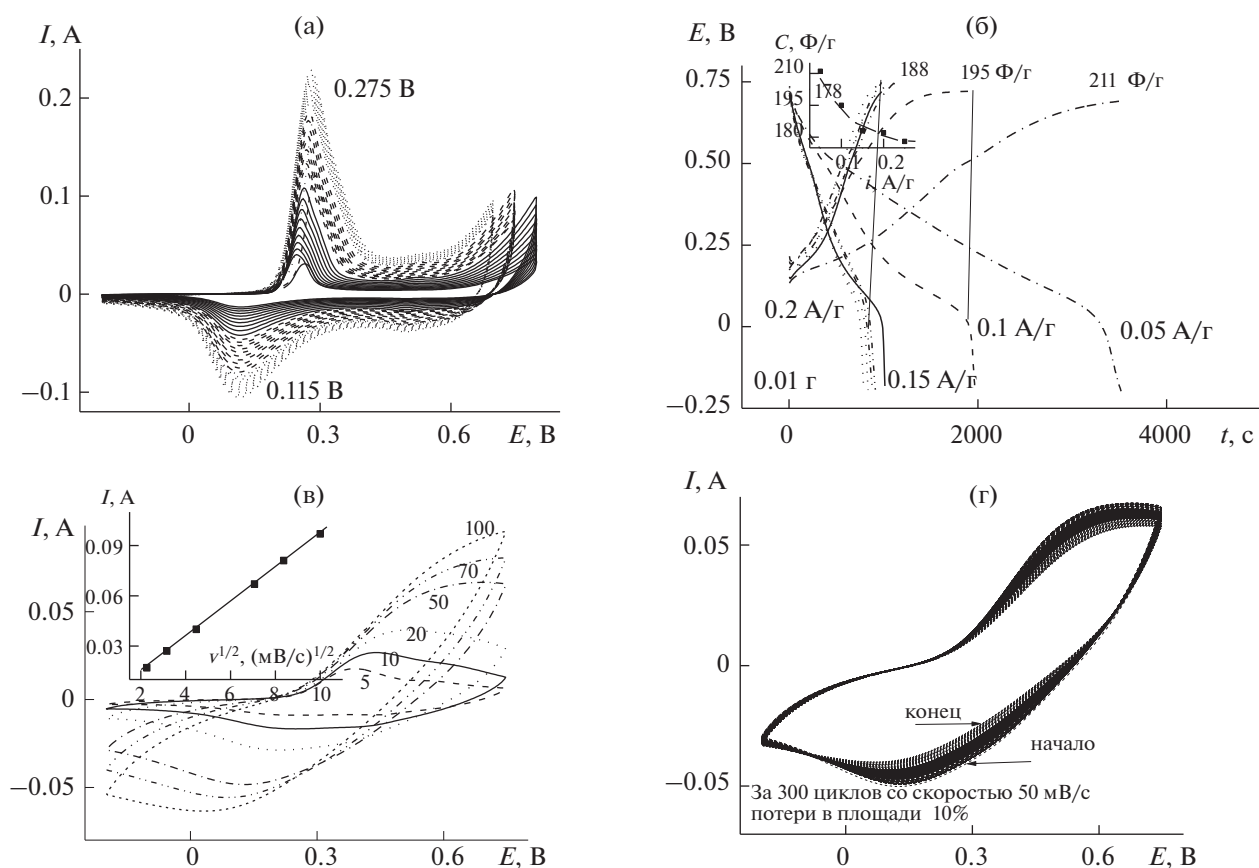 (а)
I, А
0.2
0.1
0
−0.1
0.275 В
0.115 В
0
0.3
0.6
E, В
(б)
E, В
0.75
0.50
0.25
0
−0.25
C, Ф/г
210
195
180
178
0.1
0.2
i, А/г
188
195 Ф/г
211 Ф/г
0.2 А/г
0.1 А/г
0.05 А/г
0.01 г
0.15 А/г
0
2000
4000
t, с
(в)
I, А
0.05
0
−0.05
I, А
0.09
0.06
0.03
v1/2, (мВ/с)1/2
2
4
6
8
10
100
70
50
20
10
5
0
0.3
0.6
E, В
(г)
I, А
0.05
0
−0.05
конец
начало
За 300 циклов со скоростью 50 мВ/с
потери в площади 10%
0
0.3
0.6
E, В